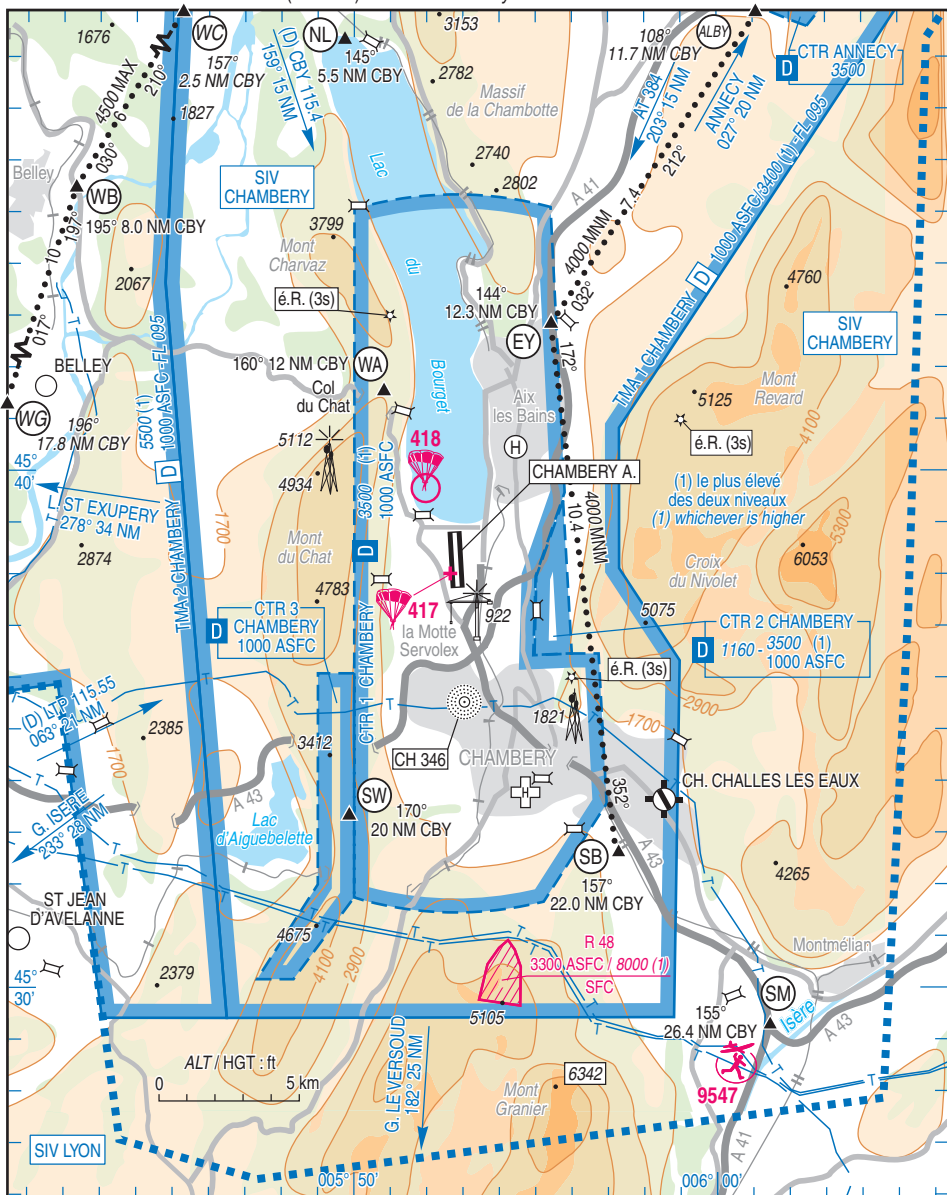 1676
WC
157°
2.5 NM CBY
NL
145°
5.5 NM CBY
3153
108°
11.7 NM CBY
ALBY
CTR ANNECY
3500
D
4500 MAX
6
210°
030°
1827
(D) CBY 115.4
159° 15 NM
2782
Massif
de la Chambotte
AT 384
203° 15 NM
ANNECY
027° 20 NM
Belley
WB
195° 8.0 NM CBY
197°
10
017°
2067
SIV
CHAMBERY
Lac
du
Bourget
2740
2802
A 41
7.4
212°
4000 MNM
032°
TMA 1 CHAMBERY D 1000 ASFC/3400 (1) - FL 095
3799
Mont
Charvaz
é.R. (3s)
144°
12.3 NM CBY
EY
172°
4760
SIV
CHAMBERY
160° 12 NM CBY
WA
Col
du Chat
BELLEY
WG
196°
17.8 NM CBY
5500 (1)
1000 ASFC - FL 095
D
TMA 2 CHAMBERY
Aix
les Bains
Mont
Revard
5125
é.R. (3s)
4100
5112
4934
418
H
CHAMBERY A.
45°
40'
ST EXUPERY
278° 34 NM
1700
3500 (1)
1000 ASFC
D
CTR 1 CHAMBERY
(1) le plus élevé
des deux niveaux
(1) whichever is higher
5300
2874
Mont
du Chat
4000 MNM
10.4
6053
Croix
du Nivolet
4783
417
922
la Motte
Servolex
5075
CTR 3
CHAMBERY
1000 ASFC
D
CTR 2 CHAMBERY
1160 - 3500 (1)
1000 ASFC
D
é.R. (3s)
(D) LTP 115.55
063° 21 NM
2385
1700
3412
1821
1700
2900
CH 346
CHAMBERY
CH. CHALLES LES EAUX
A 43
G. ISERE
233° 28 NM
Lac
d'Aiguebelette
SW
170°
20 NM CBY
H
352°
A 43
SB
157°
22.0 NM CBY
4265
ST JEAN
D'AVELANNE
4675
4100
2900
R 48
3300 ASFC / 8000 (1)
SFC
Montmélian
45°
30'
2379
5105
155°
26.4 NM CBY
SM
Isère
A 43
ALT / HGT : ft
0
5 km
G. LE VERSOUD
182° 25 NM
Mont
Granier
6342
9547
A 41
SIV LYON
005° 50'
006° 00'
T